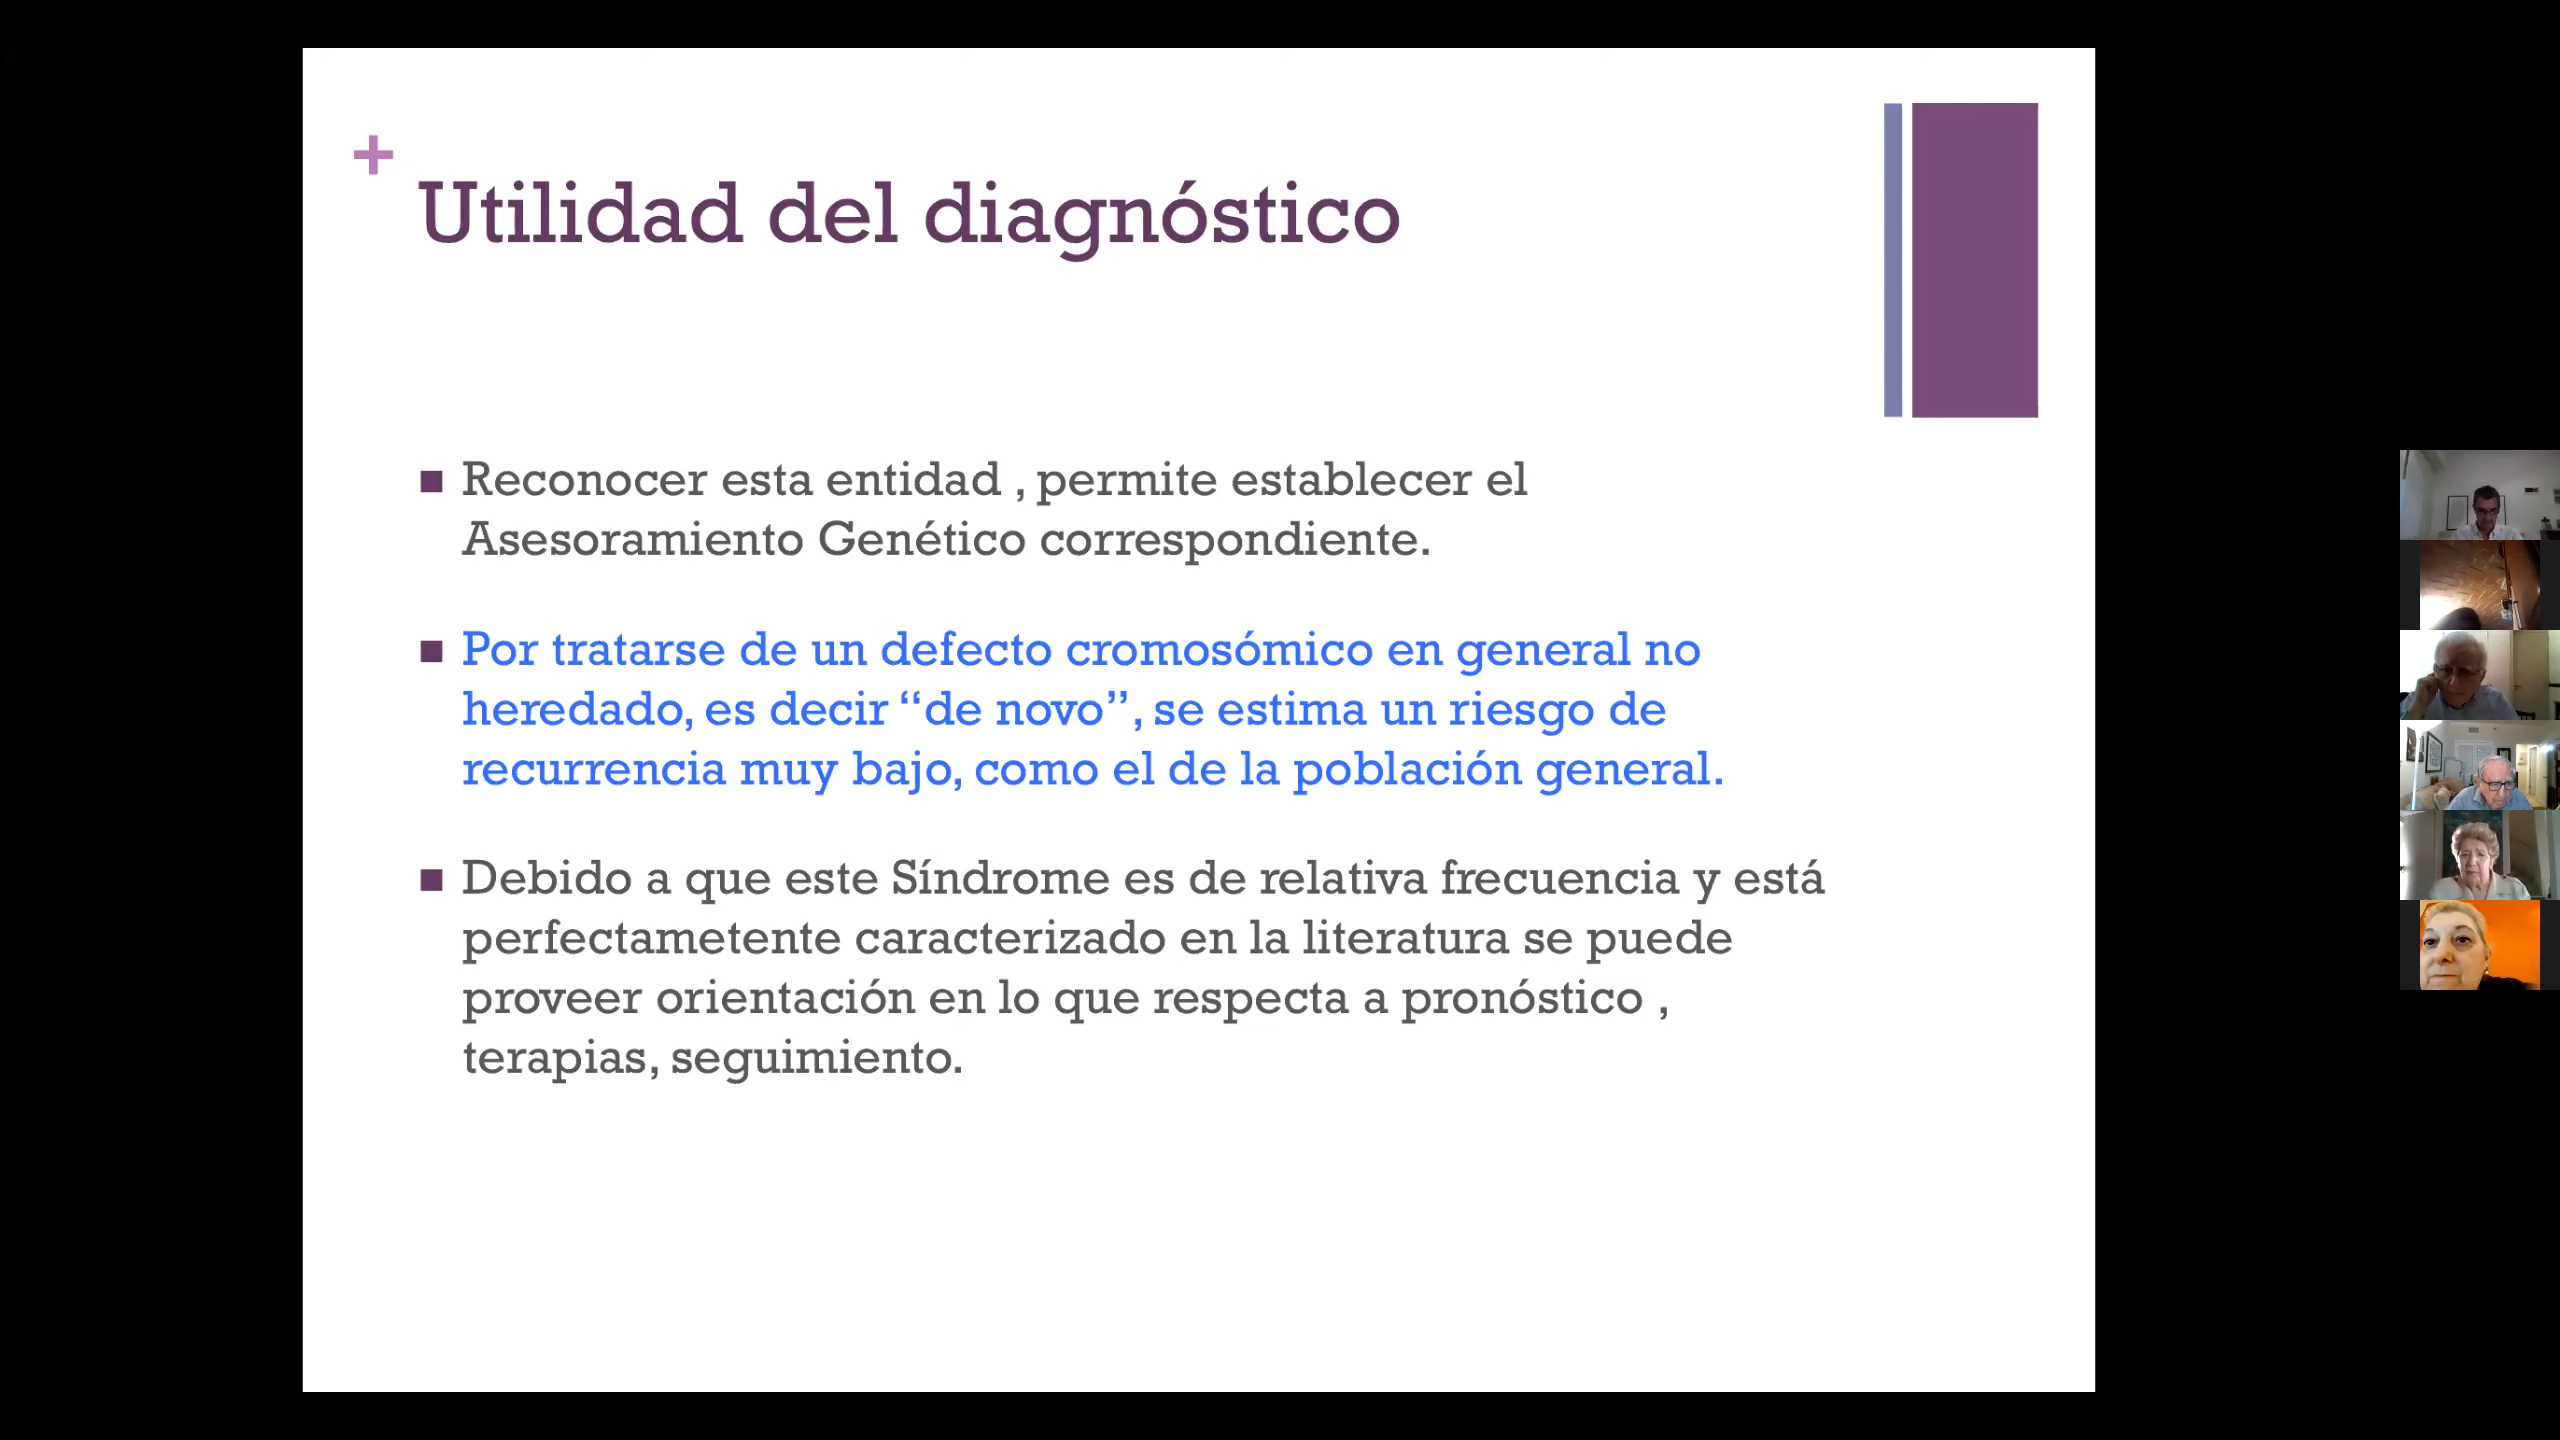 +
Utilidad del diagnóstico
Reconocer esta entidad , permite establecer el
Asesoramiento Genético correspondiente.
Por tratarse de un defecto cromosómico en general no
heredado, es decir “de novo”, se estima un riesgo de
recurrencia muy bajo, como el de la población general.
Debido a que este Síndrome es de relativa frecuencia y está
perfectametente caracterizado en la literatura se puede
proveer orientación en lo que respecta a pronóstico ,
terapias, seguimiento.